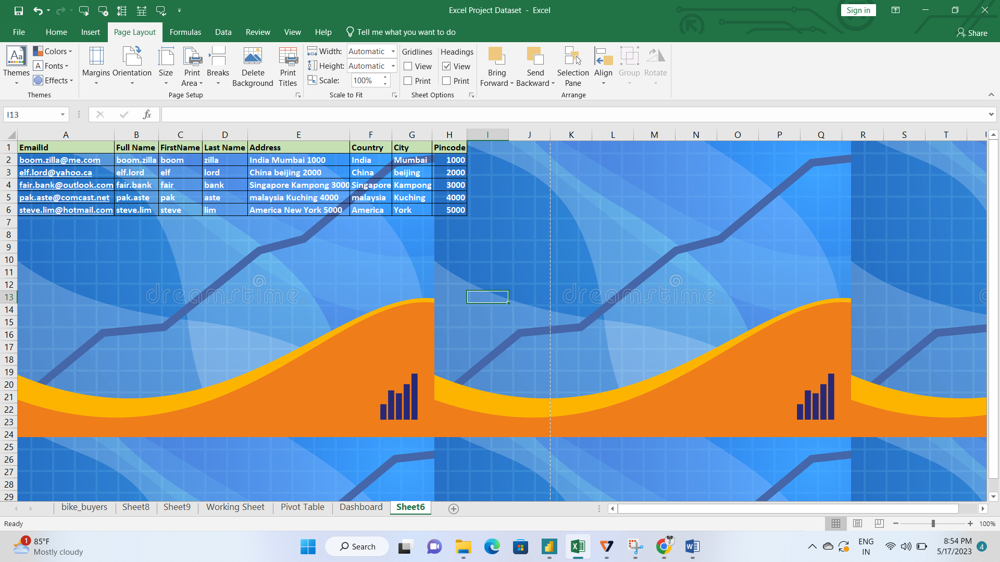 Excel Project Dataset - Excel
Sign in
File Home Insert Page Layout Formulas Data Review View Help Tell me what you want to do
Share
Aa
Themes
Colors
Fonts
Effects
Themes
Margins
Orientation
Size
Print
Area
Breaks
Delete
Background
Print
Titles
Page Setup
Width: Automatic
Height: Automatic
Scale: 100%
Scale to Fit
Gridlines
View
Print
Headings
View
Print
Sheet Options
Bring
Forward
Send
Backward
Selection
Pane
Align
Group
Rotate
Arrange
I13
fx
A B C D E F G H I J K L M N O P Q R S T
1 EmailId Full Name FirstName Last Name Address Country City Pincode
2 boom.zilla@me.com boom.zilla boom zilla India Mumbai 1000 India Mumbai 1000
3 elf.lord@yahoo.ca elf.lord elf lord China beijing 2000 China beijing 2000
4 fair.bank@outlook.com fair.bank fair bank Singapore Kampong 3000 Singapore Kampong 3000
5 pak.aste@comcast.net pak.aste pak aste malaysia Kuching 4000 malaysia Kuching 4000
6 steve.lim@hotmail.com steve.lim steve lim America New York 5000 America York 5000
7
8
9
10
11
12
13
dreamstime. dreamstime.
14
15
16
17
18
19
20
21
22
23
24
25
26
27
28
29
bike_buyers Sheet8 Sheet9 Working Sheet Pivot Table Dashboard Sheet6
Ready
100%
1
85°F
Mostly cloudy
Search
ENG
IN
8:54 PM
5/17/2023
4